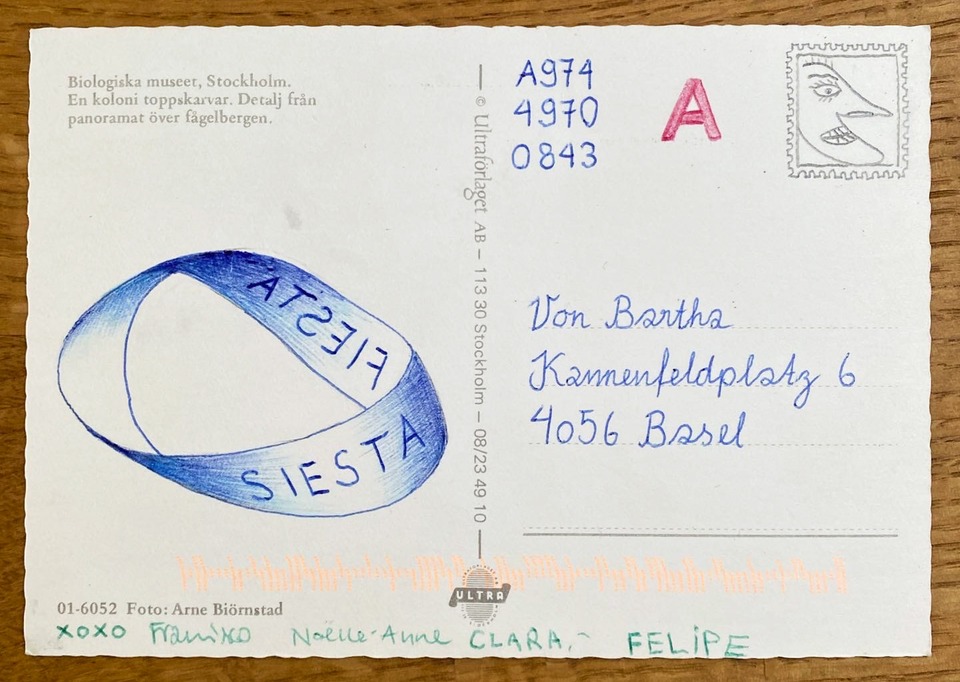 Biologiska museet, Stockholm.
En koloni toppskarvar. Detalj från
panoramat över fågelbergen.
FIESTA
SIESTA
01-6052 Foto: Arne Biörnstad
© Ultraförlaget AB – 113 30 Stockholm – 08/23 49 10
ULTRA
A974
4970
0843
A
Von Bartha
Kannenfeldplatz 6
4056 Basel
xoxo Noëlle-Anne CLARA.- FELIPE